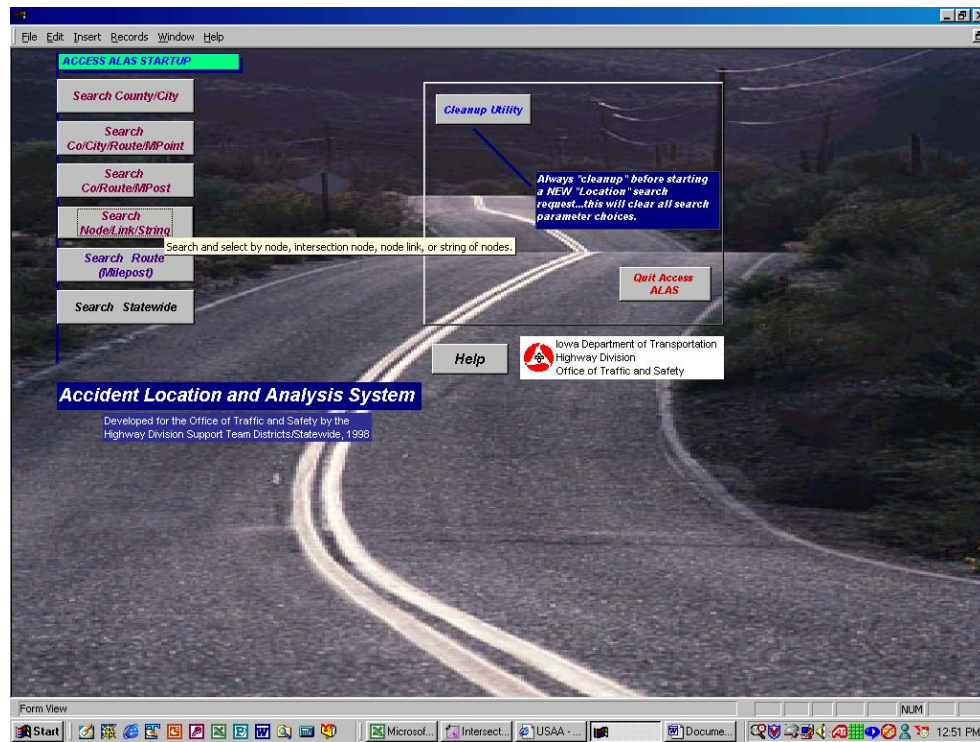 File Edit Insert Records Window Help
ACCESS ALAS STARTUP
Search County/City
Search
Co/City/Route/MPoint
Search
Co/Route/MPost
Search
Node/Link/String
Search and select by node, intersection node, node link, or string of nodes.
Search Route
(Milepost)
Search Statewide
Cleanup Utility
Always "cleanup" before starting
a NEW "Location" search
request...this will clear all search
parameter choices.
Quit Access
ALAS
Help
Iowa Department of Transportation
Highway Division
Office of Traffic and Safety
Accident Location and Analysis System
Developed for the Office of Traffic and Safety by the
Highway Division Support Team Districts/Statewide, 1998
Form View
NUM
Start
Microsof...
Intersect...
USAA - ...
Docume...
12:51 PM